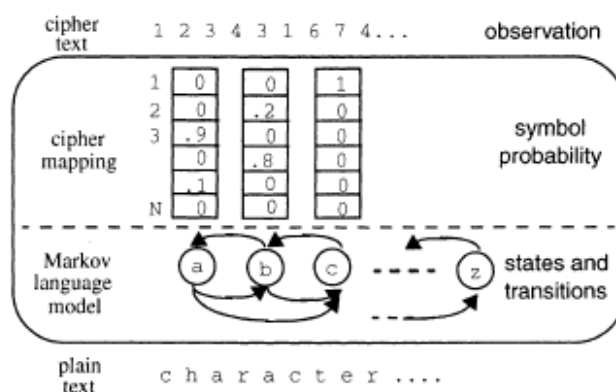 cipher text 1 2 3 4 3 1 6 7 4... observation
1 0 0 1
2 0 .2 0
cipher mapping 3 .9 0 0 symbol probability
0 .8 0
.1 0 0
N 0 0 0
Markov language model a b c z states and transitions
plain text c h a r a c t e r ....